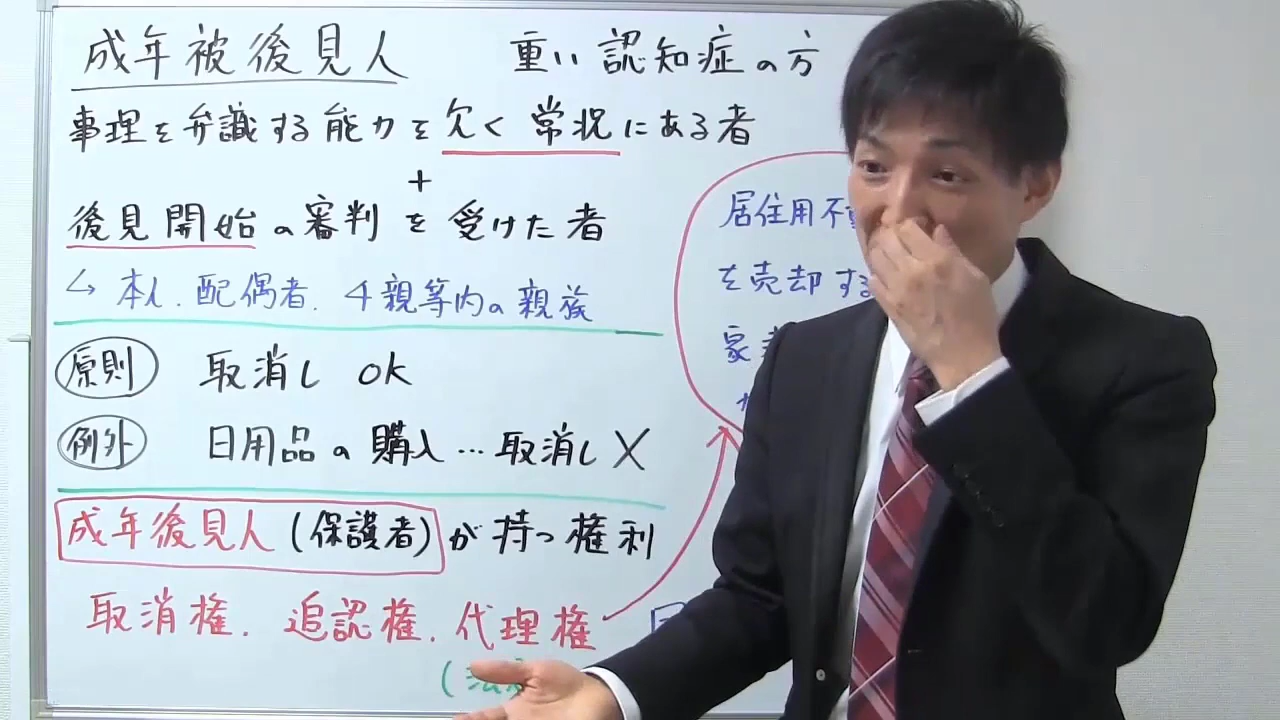 成年被後見人 重い認知症の方
事理を弁識する能力を欠く常況にある者
+
後見開始の審判を受けた者
↳ 本人.配偶者.4親等内の親族
原則 取消し OK
例外 日用品の購入…取消し X
成年後見人(保護者)が持つ権利
取消権.追認権.代理権
居住用不
を売却する
家